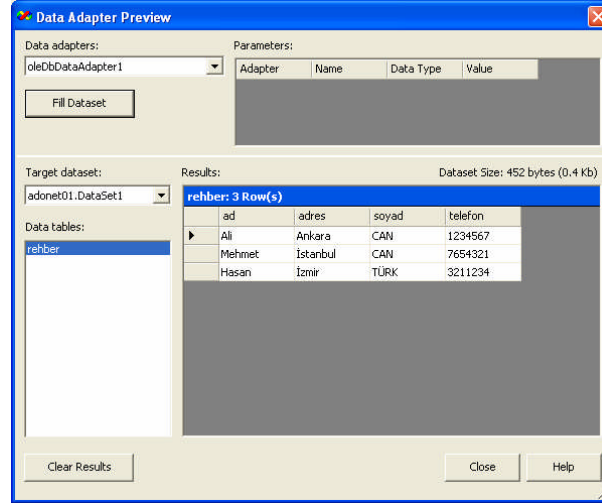 Data Adapter Preview
Data adapters:
oleDbDataAdapter1
Fill Dataset
Parameters:
Adapter Name Data Type Value
Target dataset:
adonet01.DataSet1
Data tables:
rehber
Results: Dataset Size: 452 bytes (0.4 Kb)
rehber: 3 Row(s)
ad adres soyad telefon
Ali Ankara CAN 1234567
Mehmet İstanbul CAN 7654321
Hasan İzmir TÜRK 3211234
Clear Results
Close
Help